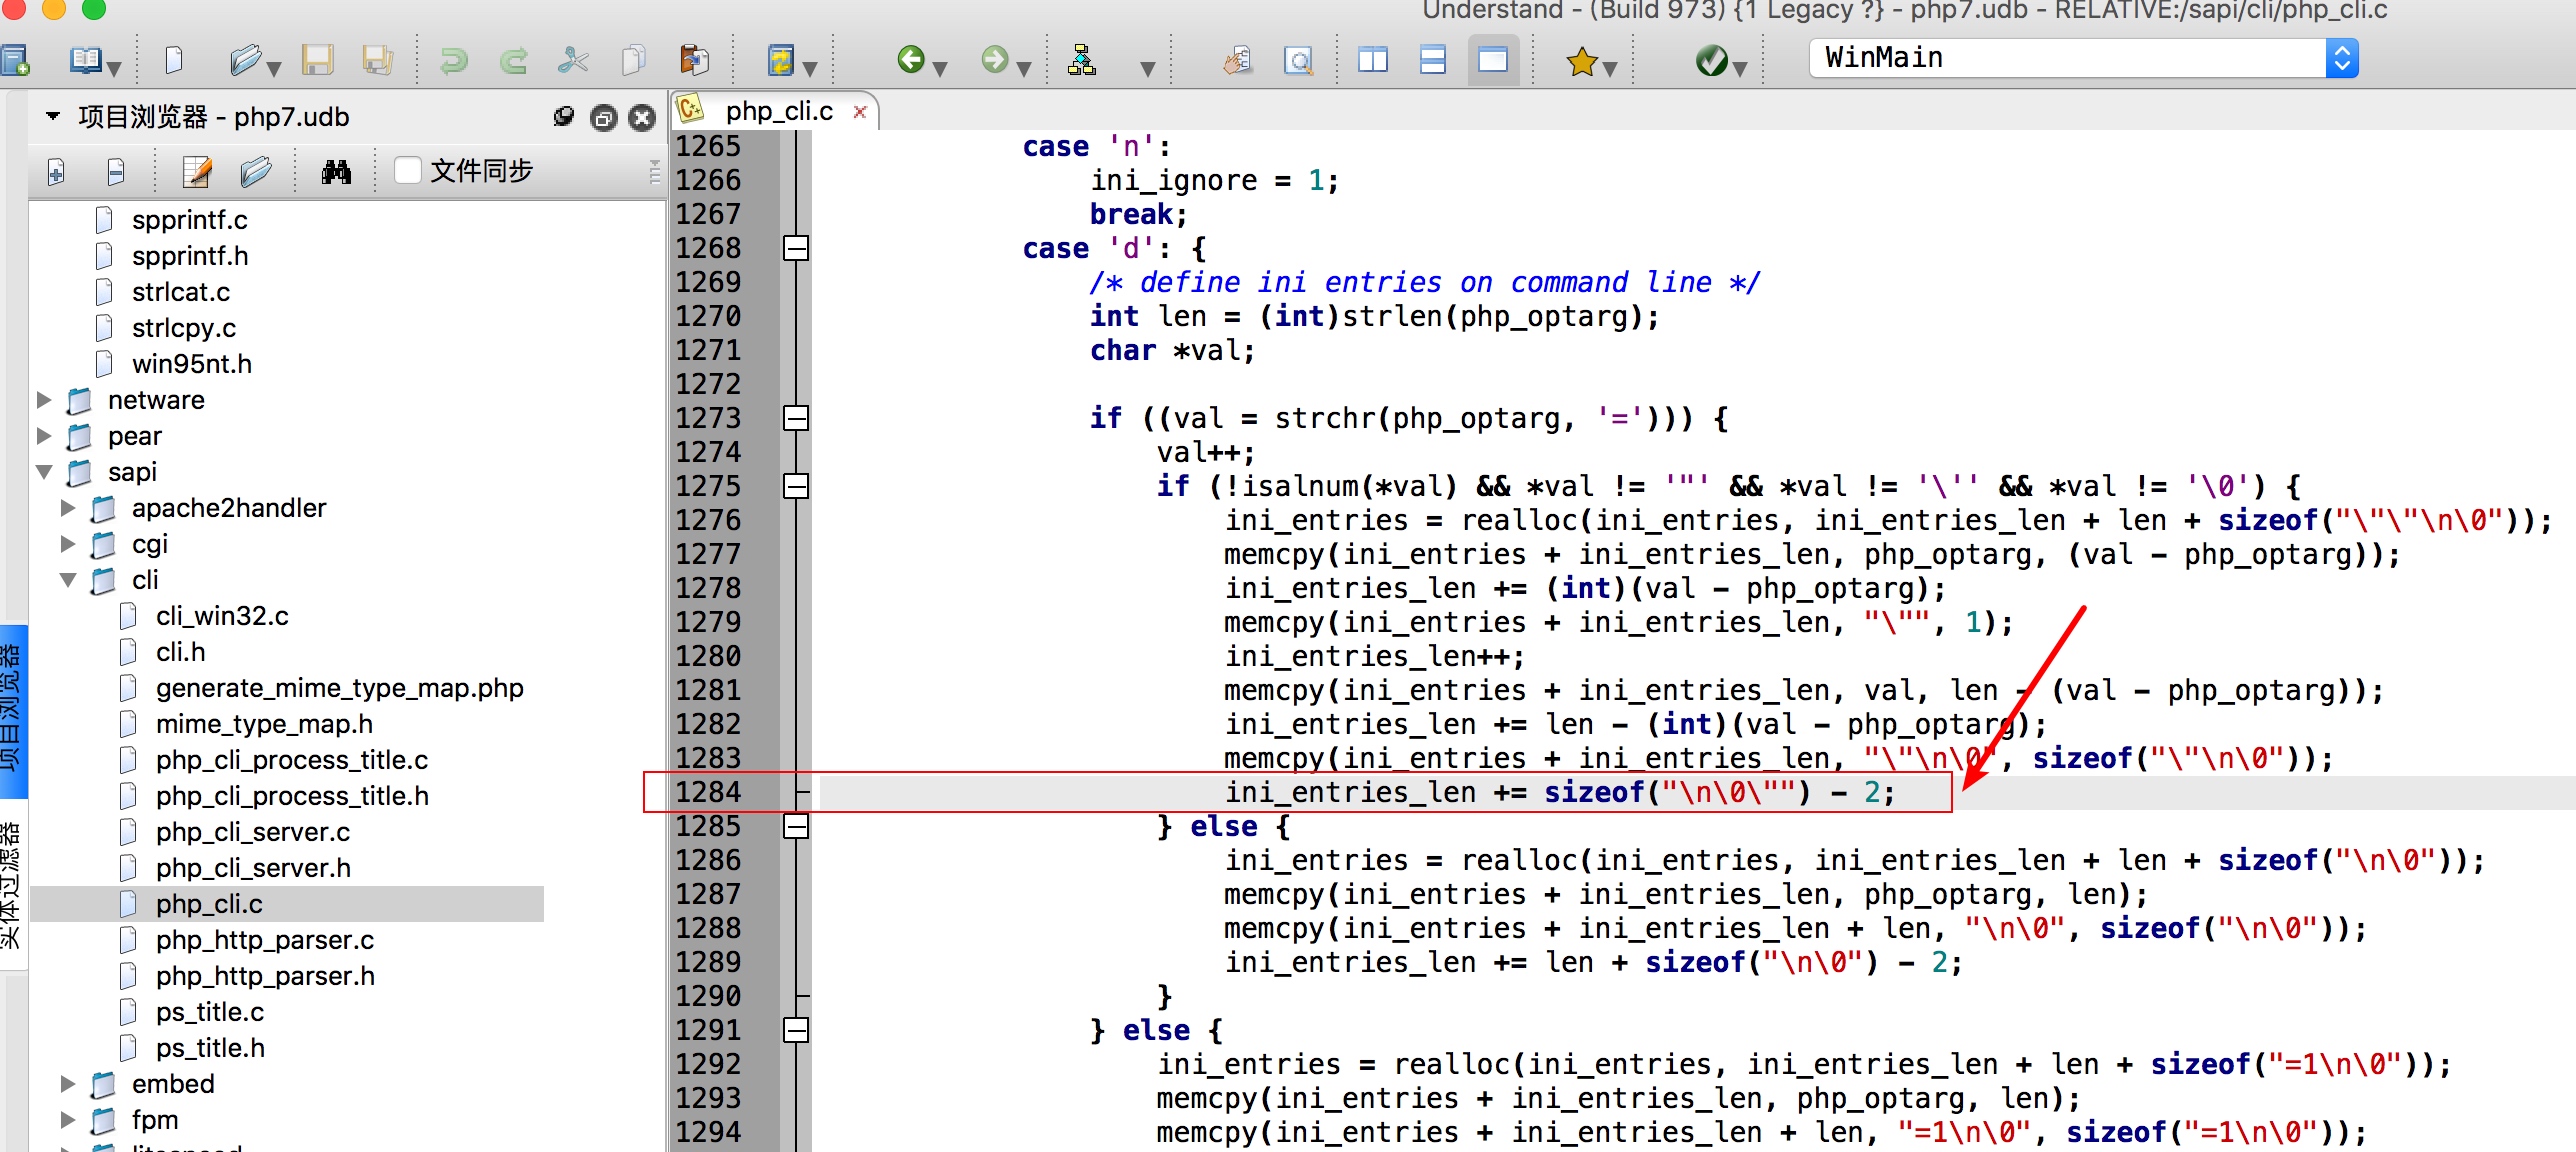 Understand - (Build 973) {1 Legacy ?} - php7.udb - RELATIVE:/sapi/cli/php_cli.c
WinMain
项目浏览器 - php7.udb
文件同步
spprintf.c
spprintf.h
strlcat.c
strlcpy.c
win95nt.h
netware
pear
sapi
apache2handler
cgi
cli
cli_win32.c
cli.h
generate_mime_type_map.php
mime_type_map.h
php_cli_process_title.c
php_cli_process_title.h
php_cli_server.c
php_cli_server.h
php_cli.c
php_http_parser.c
php_http_parser.h
ps_title.c
ps_title.h
embed
fpm
项目浏览器
实体过滤器
php_cli.c
1265 case 'n':
1266 ini_ignore = 1;
1267 break;
1268 case 'd': {
1269 /* define ini entries on command line */
1270 int len = (int)strlen(php_optarg);
1271 char *val;
1272
1273 if ((val = strchr(php_optarg, '='))) {
1274 val++;
1275 if (!isalnum(*val) && *val != '"' && *val != '\'' && *val != '\0') {
1276 ini_entries = realloc(ini_entries, ini_entries_len + len + sizeof("\"\"\n\0"));
1277 memcpy(ini_entries + ini_entries_len, php_optarg, (val - php_optarg));
1278 ini_entries_len += (int)(val - php_optarg);
1279 memcpy(ini_entries + ini_entries_len, "\"", 1);
1280 ini_entries_len++;
1281 memcpy(ini_entries + ini_entries_len, val, len - (val - php_optarg));
1282 ini_entries_len += len - (int)(val - php_optarg);
1283 memcpy(ini_entries + ini_entries_len, "\"\n\0", sizeof("\"\n\0"));
1284 ini_entries_len += sizeof("\n\0\"") - 2;
1285 } else {
1286 ini_entries = realloc(ini_entries, ini_entries_len + len + sizeof("\n\0"));
1287 memcpy(ini_entries + ini_entries_len, php_optarg, len);
1288 memcpy(ini_entries + ini_entries_len + len, "\n\0", sizeof("\n\0"));
1289 ini_entries_len += len + sizeof("\n\0") - 2;
1290 }
1291 } else {
1292 ini_entries = realloc(ini_entries, ini_entries_len + len + sizeof("=1\n\0"));
1293 memcpy(ini_entries + ini_entries_len, php_optarg, len);
1294 memcpy(ini_entries + ini_entries_len + len, "=1\n\0", sizeof("=1\n\0"));